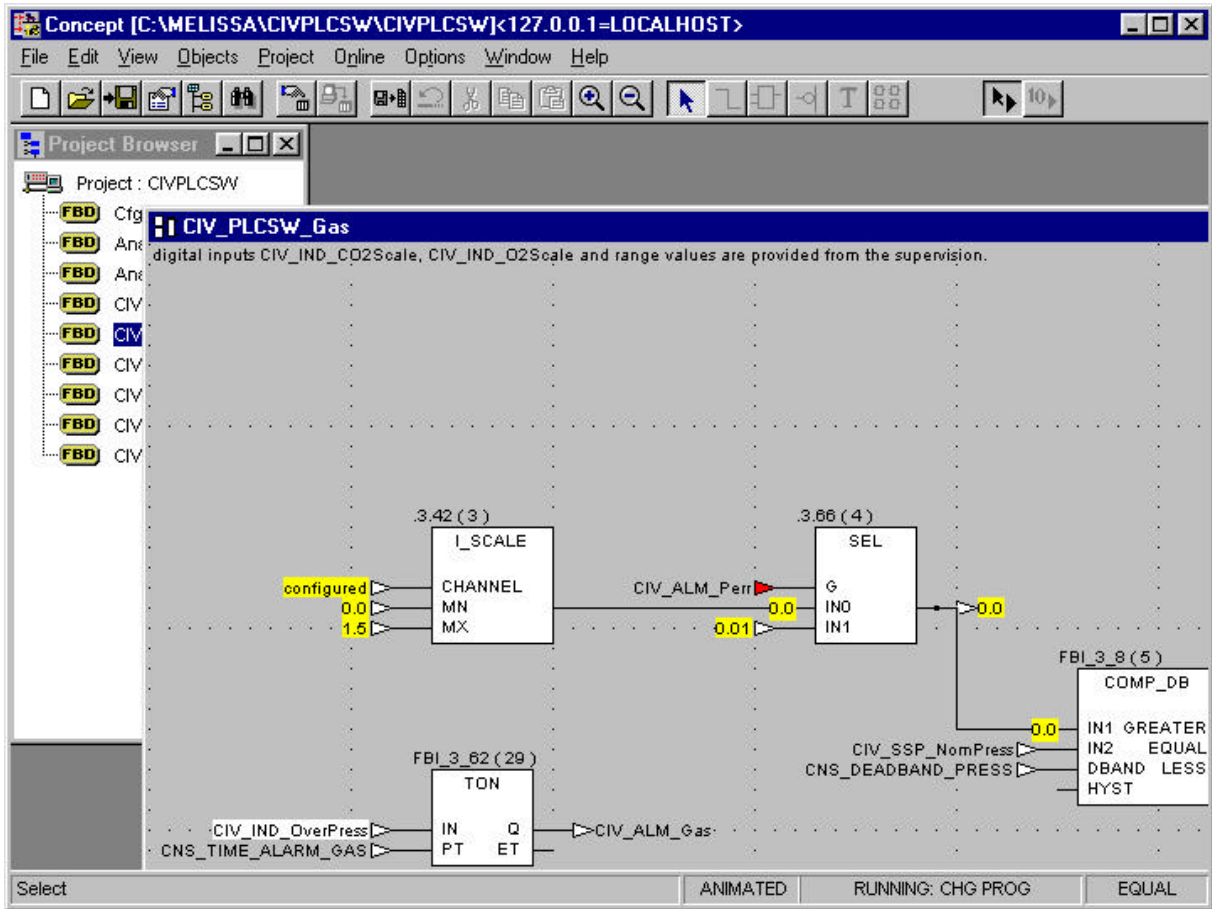 Concept [C:\MELISSA\CIVPLCSW\CIVPLCSW]<127.0.0.1=LOCALHOST>
File Edit View Objects Project Online Options Window Help
T 10
Project Browser
Project : CIVPLCSW
FBD Cfg
FBD Ana
FBD Ana
FBD CIV
FBD CIV
FBD CIV
FBD CIV
FBD CIV
FBD CIV
CIV_PLCSW_Gas
digital inputs CIV_IND_CO2Scale, CIV_IND_O2Scale and range values are provided from the supervision.
.3.42 ( 3 )
I_SCALE
configured CHANNEL
0.0 MN
1.5 MX
.3.66 ( 4 )
SEL
CIV_ALM_Perr G
0.0 IN0 0.0
0.01 IN1
FBI_3_8 ( 5 )
COMP_DB
0.0 IN1 GREATER
CIV_SSP_NomPress IN2 EQUAL
CNS_DEADBAND_PRESS DBAND LESS
HYST
FBI_3_62 ( 29 )
TON
CIV_IND_OverPress IN Q CIV_ALM_Gas
CNS_TIME_ALARM_GAS PT ET
Select ANIMATED RUNNING: CHG PROG EQUAL